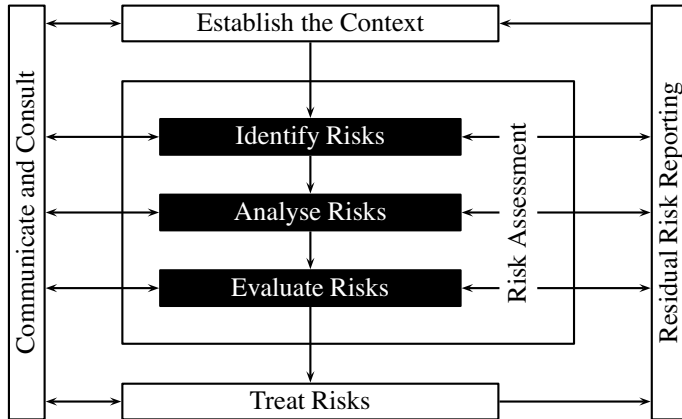 Establish the Context
Communicate and Consult
Identify Risks
Analyse Risks
Evaluate Risks
Risk Assessment
Residual Risk Reporting
Treat Risks